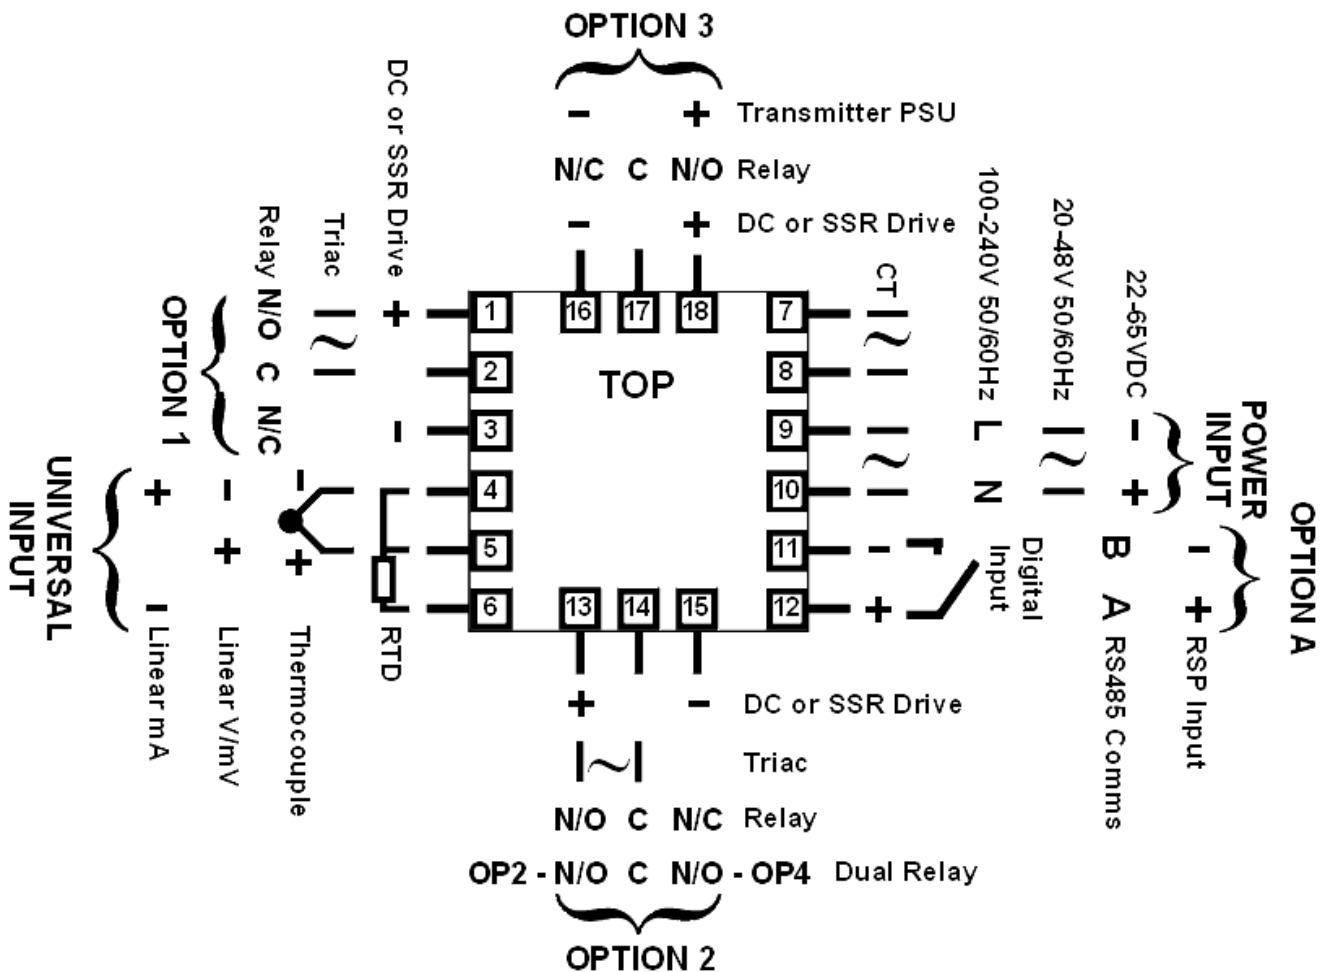 OPTION 3
- + Transmitter PSU
N/C C N/O Relay
- + DC or SSR Drive
DC or SSR Drive
+ -
Triac
~
Relay N/O C N/C
OPTION 1
UNIVERSAL
INPUT
+ - Linear mA
- + Linear V/mV
- + Thermocouple
RTD
1
2
3
4
5
6
16 17 18
TOP
13 14 15
7
8
9
10
11
12
CT ~
~
- +
100-240V 50/60Hz L N
20-48V 50/60Hz ~
22-65VDC - +
POWER
INPUT
Digital
Input
B A RS485 Comms
- + RSP Input
OPTION A
+ - DC or SSR Drive
~ Triac
N/O C N/C Relay
OP2 - N/O C N/O - OP4 Dual Relay
OPTION 2